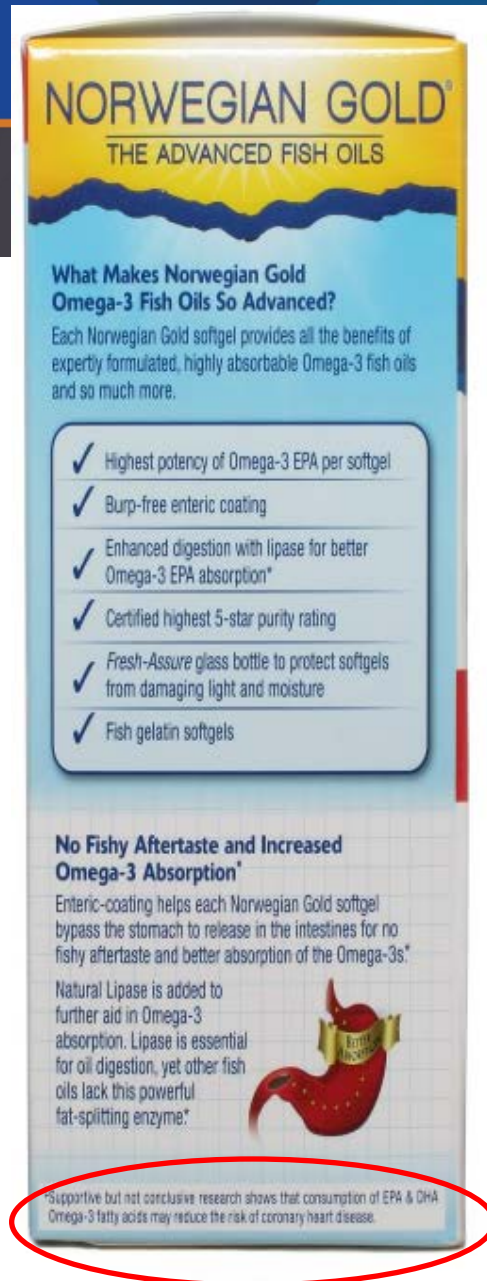 NORWEGIAN GOLD®
THE ADVANCED FISH OILS
What Makes Norwegian Gold
Omega-3 Fish Oils So Advanced?
Each Norwegian Gold softgel provides all the benefits of
expertly formulated, highly absorbable Omega-3 fish oils
and so much more.
✓ Highest potency of Omega-3 EPA per softgel
✓ Burp-free enteric coating
✓ Enhanced digestion with lipase for better
Omega-3 EPA absorption*
✓ Certified highest 5-star purity rating
✓ Fresh-Assure glass bottle to protect softgels
from damaging light and moisture
✓ Fish gelatin softgels
No Fishy Aftertaste and Increased
Omega-3 Absorption*
Enteric-coating helps each Norwegian Gold softgel
bypass the stomach to release in the intestines for no
fishy aftertaste and better absorption of the Omega-3s.*
Natural Lipase is added to
further aid in Omega-3
absorption. Lipase is essential
for oil digestion, yet other fish
oils lack this powerful
fat-splitting enzyme.*
BETTER
ABSORPTION
*Supportive but not conclusive research shows that consumption of EPA & DHA
Omega-3 fatty acids may reduce the risk of coronary heart disease.